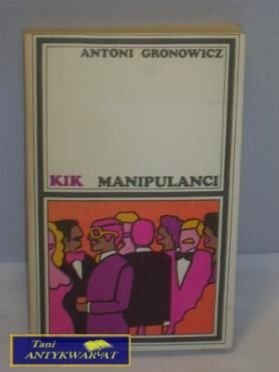 ANTONI GRONOWICZ
KIK MANIPULANCI
Tani
ANTYKWARIAT